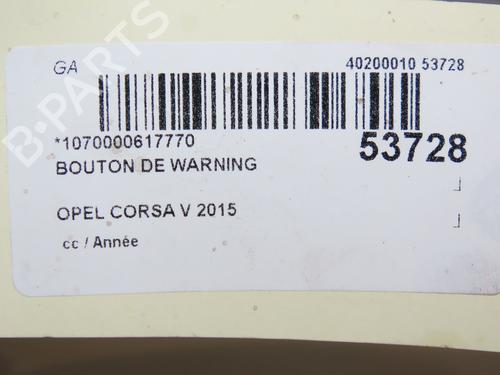 GA 40200010 53728
*1070000617770 53728
BOUTON DE WARNING
OPEL CORSA V 2015
cc / Année
B-PARTS